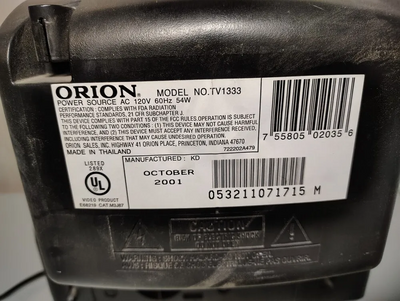 ORION® MODEL NO.TV1333
POWER SOURCE AC 120V 60Hz 54W
CERTIFICATION : COMPLIES WITH FDA RADIATION
PERFORMANCE STANDARDS, 21 CFR SUBCHAPTER J.
THIS DEVICE COMPLIES WITH PART 15 OF THE FCC RULES.OPERATION IS SUBJECT
TO THE FOLLOWING TWO CONDITIONS: (1) THIS DEVICE MAY NOT CAUSE HARMFUL
INTERFERENCE, AND (2) THIS DEVICE MUST ACCEPT ANY INTERFERENCE
RECEIVED, INCLUDING INTERFERENCE THAT MAY CAUSE UNDESIRED OPERATION.
ORION SALES, INC. HIGHWAY 41 ORION PLACE, PRINCETON, INDIANA 47670
MADE IN THAILAND 722202A479
7 55805 02035 6
LISTED
289X
UL®
VIDEO PRODUCT
MANUFACTURED: KD
OCTOBER
2001
053211071715 M
CAUTION